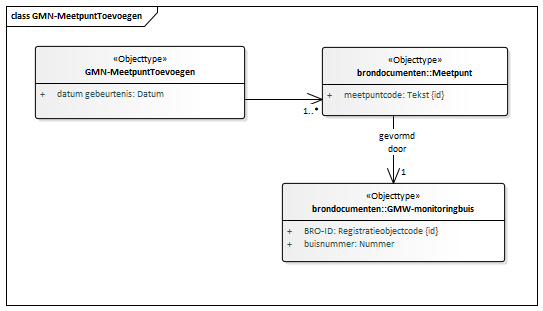 class GMN-MeetpuntToevoegen
«Objecttype»
GMN-MeetpuntToevoegen
+ datum gebeurtenis: Datum
«Objecttype»
brondocumenten::Meetpunt
+ meetpuntcode: Tekst {id}
1..*
gevormd
door
1
«Objecttype»
brondocumenten::GMW-monitoringbuis
+ BRO-ID: Registratieobjectcode {id}
+ buisnummer: Nummer